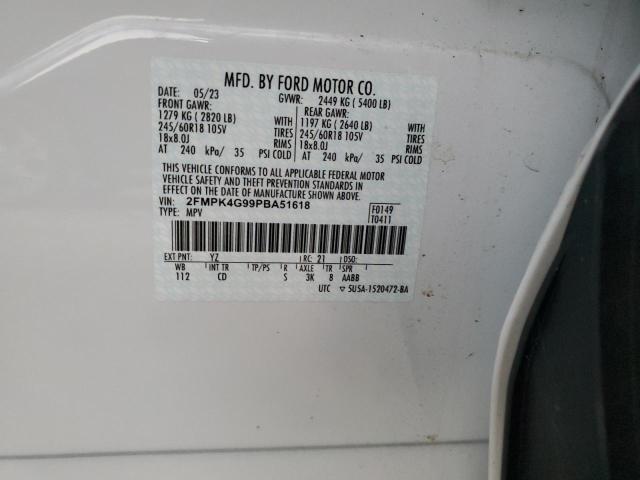 MFD. BY FORD MOTOR CO.
DATE: 05/23 GVWR: 2449 KG ( 5400 LB)
FRONT GAWR: REAR GAWR:
1279 KG ( 2820 LB) WITH 1197 KG ( 2640 LB) WITH
245/60R18 105V TIRES 245/60R18 105V TIRES
18x8.0J RIMS 18x8.0J RIMS
AT 240 kPa/ 35 PSI COLD AT 240 kPa/ 35 PSI COLD
THIS VEHICLE CONFORMS TO ALL APPLICABLE FEDERAL MOTOR
VEHICLE SAFETY AND THEFT PREVENTION STANDARDS IN
EFFECT ON THE DATE OF MANUFACTURE SHOWN ABOVE.
VIN: 2FMPK4G99PBA51618 F0149
TYPE: MPV T0411
EXT PNT: YZ RC: 21 DSO:
WB INT TR TP/PS R AXLE TR SPR
112 CD S 3K 8 AABB
UTC ▽ 5U5A-1520472-BA